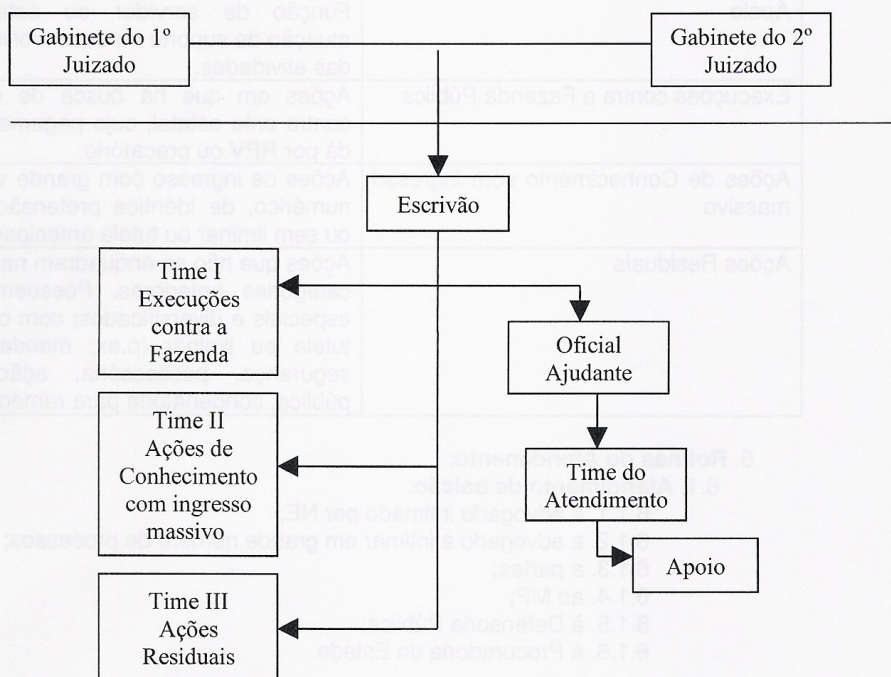 Gabinete do 1º
Juizado
Gabinete do 2º
Juizado
Escrivão
Time I
Execuções
contra a
Fazenda
Oficial
Ajudante
Time II
Ações de
Conhecimento
com ingresso
massivo
Time do
Atendimento
Apoio
Time III
Ações
Residuais